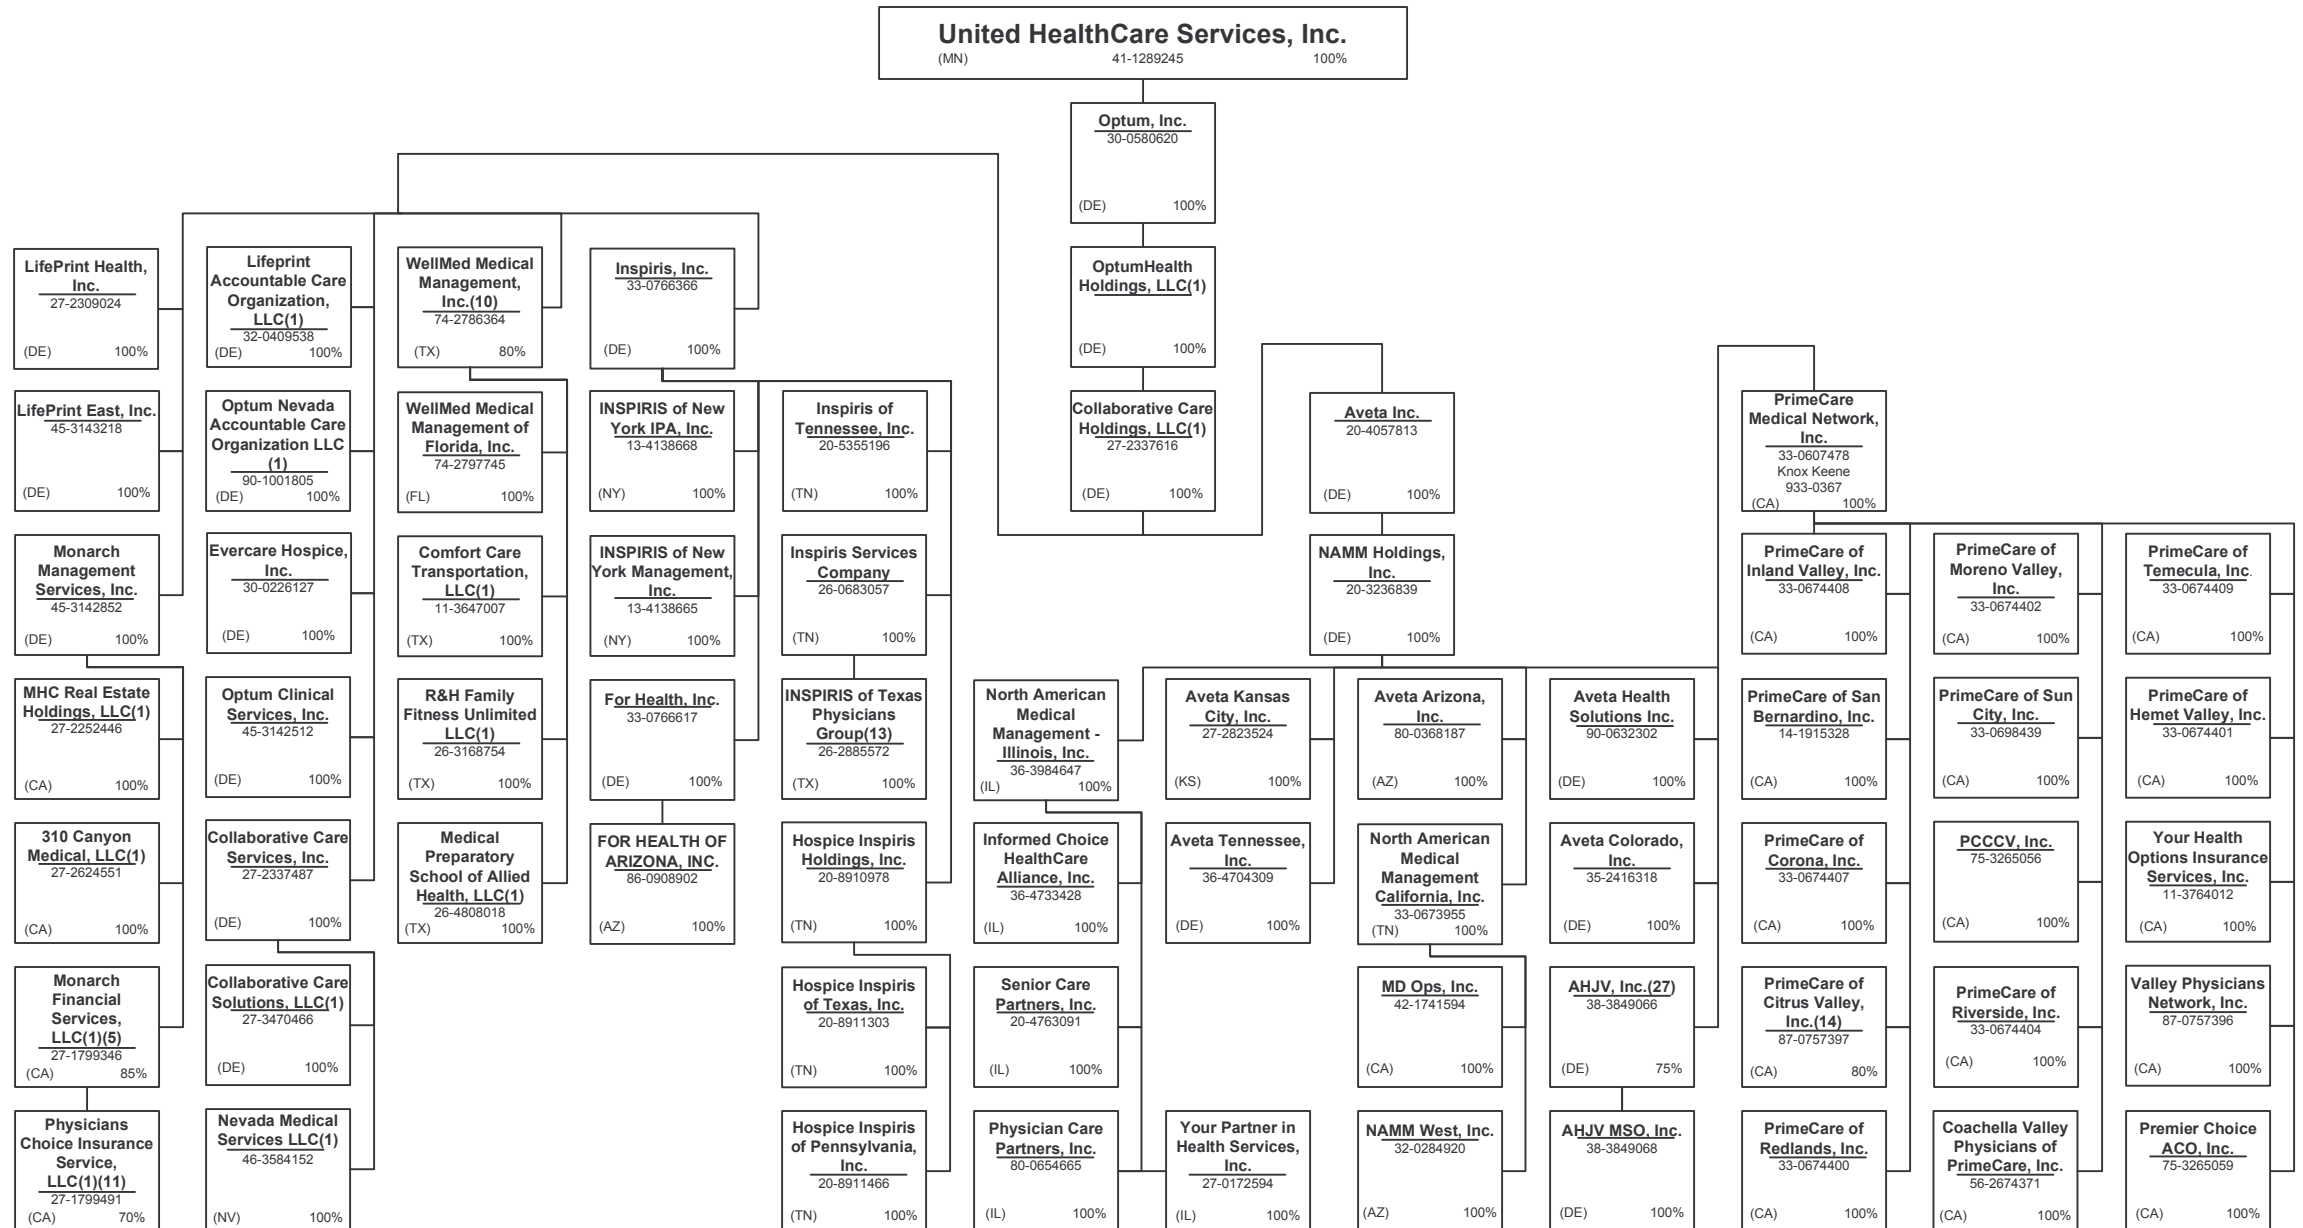 United HealthCare Services, Inc.
(MN) 41-1289245 100%
Optum, Inc.
30-0580620
(DE) 100%
OptumHealth
Holdings, LLC(1)
(DE) 100%
Collaborative Care
Holdings, LLC(1)
27-2337616
(DE) 100%
LifePrint Health,
Inc.
27-2309024
(DE) 100%
LifePrint East, Inc.
45-3143218
(DE) 100%
Monarch
Management
Services, Inc.
45-3142852
(DE) 100%
MHC Real Estate
Holdings, LLC(1)
27-2252446
(CA) 100%
310 Canyon
Medical, LLC(1)
27-2624551
(CA) 100%
Monarch
Financial
Services,
LLC(1)(5)
27-1799346
(CA) 85%
Physicians
Choice Insurance
Service,
LLC(1)(11)
27-1799491
(CA) 70%
Lifeprint
Accountable Care
Organization,
LLC(1)
32-0409538
(DE) 100%
Optum Nevada
Accountable Care
Organization LLC
(1)
90-1001805
(DE) 100%
Evercare Hospice,
Inc.
30-0226127
(DE) 100%
Optum Clinical
Services, Inc.
45-3142512
(DE) 100%
Collaborative Care
Services, Inc.
27-2337487
(DE) 100%
Collaborative Care
Solutions, LLC(1)
27-3470466
(DE) 100%
Nevada Medical
Services LLC(1)
46-3584152
(NV) 100%
WellMed Medical
Management,
Inc.(10)
74-2786364
(TX) 80%
WellMed Medical
Management of
Florida, Inc.
74-2797745
(FL) 100%
Comfort Care
Transportation,
LLC(1)
11-3647007
(TX) 100%
R&H Family
Fitness Unlimited
LLC(1)
26-3168754
(TX) 100%
Medical
Preparatory
School of Allied
Health, LLC(1)
26-4808018
(TX) 100%
Inspiris, Inc.
33-0766366
(DE) 100%
INSPIRIS of New
York IPA, Inc.
13-4138668
(NY) 100%
INSPIRIS of New
York Management,
Inc.
13-4138665
(NY) 100%
For Health, Inc.
33-0766617
(DE) 100%
FOR HEALTH OF
ARIZONA, INC.
86-0908902
(AZ) 100%
Inspiris of
Tennessee, Inc.
20-5355196
(TN) 100%
Inspiris Services
Company
26-0683057
(TN) 100%
INSPIRIS of Texas
Physicians
Group(13)
26-2885572
(TX) 100%
Hospice Inspiris
Holdings, Inc.
20-8910978
(TN) 100%
Hospice Inspiris
of Texas, Inc.
20-8911303
(TN) 100%
Hospice Inspiris
of Pennsylvania,
Inc.
20-8911466
(TN) 100%
Aveta Inc.
20-4057813
(DE) 100%
NAMM Holdings,
Inc.
20-3236839
(DE) 100%
North American
Medical
Management -
Illinois, Inc.
36-3984647
(IL) 100%
Informed Choice
HealthCare
Alliance, Inc.
36-4733428
(IL) 100%
Senior Care
Partners, Inc.
20-4763091
(IL) 100%
Physician Care
Partners, Inc.
80-0654665
(IL) 100%
Aveta Kansas
City, Inc.
27-2823524
(KS) 100%
Aveta Tennessee,
Inc.
36-4704309
(DE) 100%
Your Partner in
Health Services,
Inc.
27-0172594
(IL) 100%
Aveta Arizona,
Inc.
80-0368187
(AZ) 100%
North American
Medical
Management
California, Inc.
33-0673955
(TN) 100%
MD Ops, Inc.
42-1741594
(CA) 100%
NAMM West, Inc.
32-0284920
(AZ) 100%
Aveta Health
Solutions Inc.
90-0632302
(DE) 100%
Aveta Colorado,
Inc.
35-2416318
(DE) 100%
AHJV, Inc.(27)
38-3849066
(DE) 75%
AHJV MSO, Inc.
38-3849068
(DE) 100%
PrimeCare
Medical Network,
Inc.
33-0607478
Knox Keene
933-0367
(CA) 100%
PrimeCare of
Inland Valley, Inc.
33-0674408
(CA) 100%
PrimeCare of San
Bernardino, Inc.
14-1915328
(CA) 100%
PrimeCare of
Corona, Inc.
33-0674407
(CA) 100%
PrimeCare of
Citrus Valley,
Inc.(14)
87-0757397
(CA) 80%
PrimeCare of
Redlands, Inc.
33-0674400
(CA) 100%
PrimeCare of
Moreno Valley,
Inc.
33-0674402
(CA) 100%
PrimeCare of Sun
City, Inc.
33-0698439
(CA) 100%
PCCCV, Inc.
75-3265056
(CA) 100%
PrimeCare of
Riverside, Inc.
33-0674404
(CA) 100%
Coachella Valley
Physicians of
PrimeCare, Inc.
56-2674371
(CA) 100%
PrimeCare of
Temecula, Inc.
33-0674409
(CA) 100%
PrimeCare of
Hemet Valley, Inc.
33-0674401
(CA) 100%
Your Health
Options Insurance
Services, Inc.
11-3764012
(CA) 100%
Valley Physicians
Network, Inc.
87-0757396
(CA) 100%
Premier Choice
ACO, Inc.
75-3265059
(CA) 100%